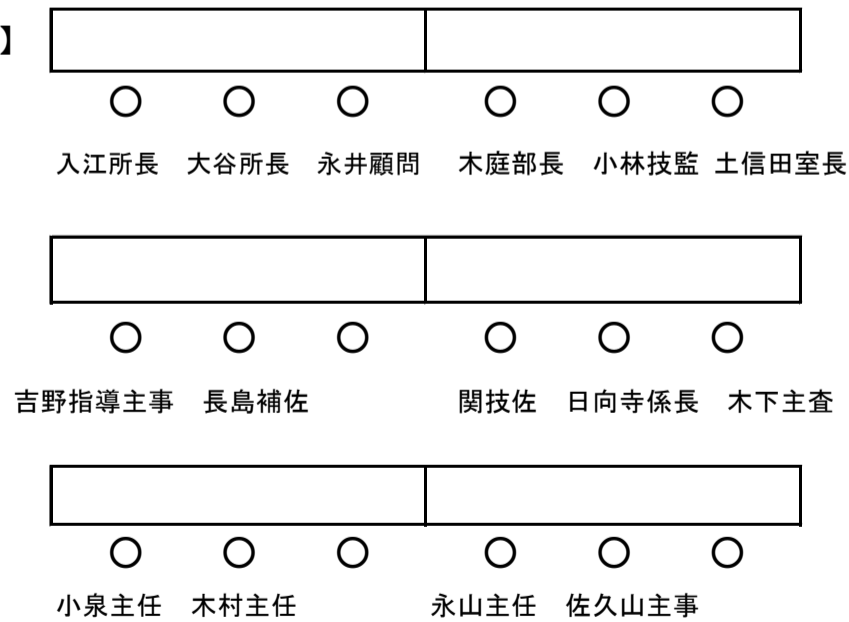 】
入江所長 大谷所長 永井顧問 木庭部長 小林技監 土信田室長
吉野指導主事 長島補佐 関技佐 日向寺係長 木下主査
小泉主任 木村主任 永山主任 佐久山主事